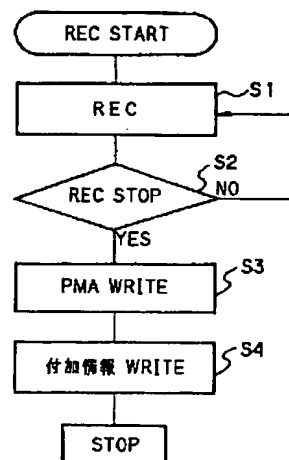 REC START
S1
REC
S2
REC STOP
NO
YES
S3
PMA WRITE
S4
付加情報 WRITE
STOP